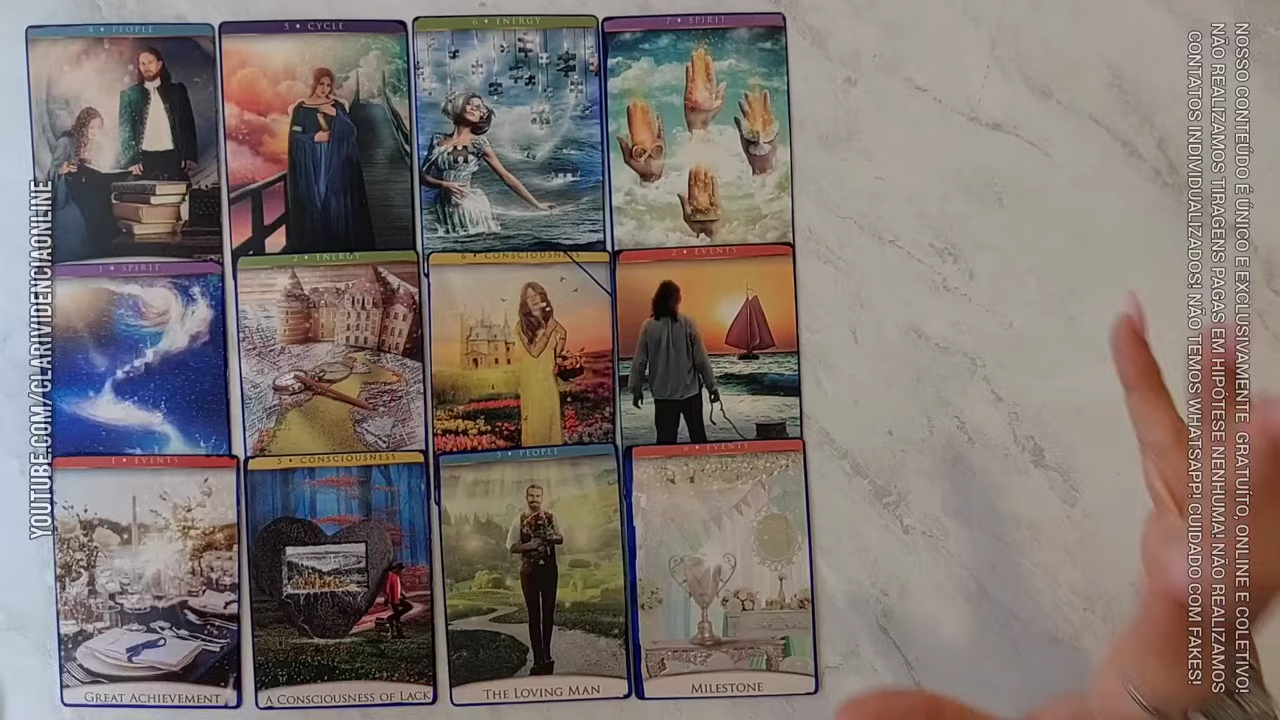 4 • PEOPLE
5 • CYCLE
6 • ENERGY
7 • SPIRIT
1 • SPIRIT
2 • ENERGY
6 • CONSCIOUSNESS
2 • EVENTS
1 • EVENTS
5 • CONSCIOUSNESS
5 • PEOPLE
6 • EVENTS
GREAT ACHIEVEMENT
A CONSCIOUSNESS OF LACK
THE LOVING MAN
MILESTONE
YOUTUBE.COM/CLARIVIDENCIAONLINE
NOSSO CONTEÚDO É ÚNICO E EXCLUSIVAMENTE GRATUÍTO, ONLINE E COLETIVO!
NÃO REALIZAMOS TIRAGENS PAGAS EM HIPÓTESE NENHUMA! NÃO REALIZAMOS
CONTATOS INDIVIDUALIZADOS! NÃO TEMOS WHATSAPP! CUIDADO COM FAKES!